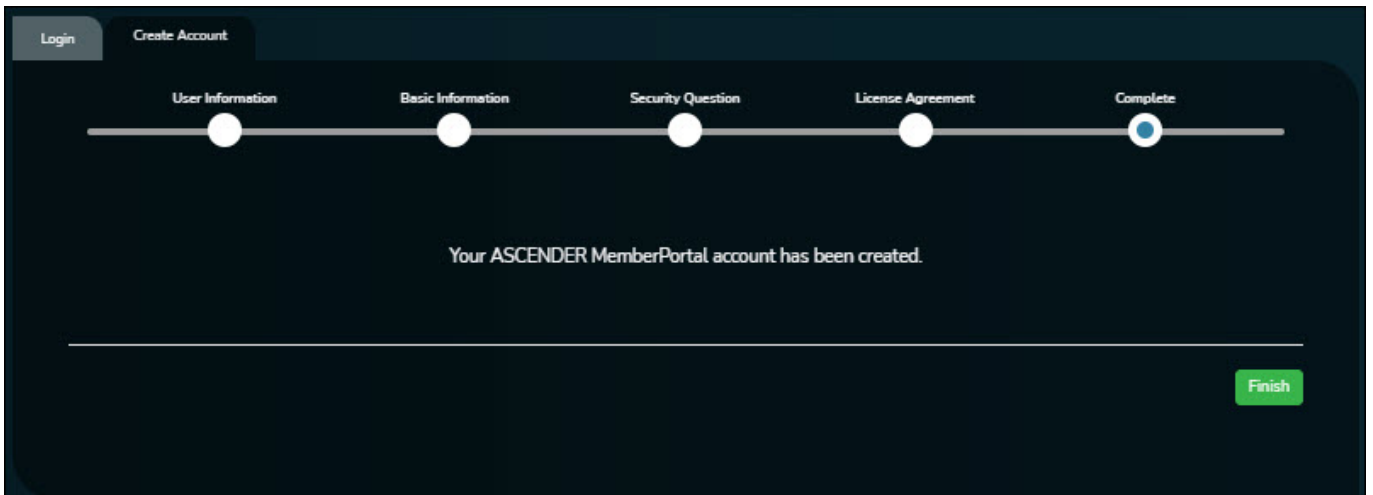 Login Create Account
User Information Basic Information Security Question License Agreement Complete
Your ASCENDER MemberPortal account has been created.
Finish